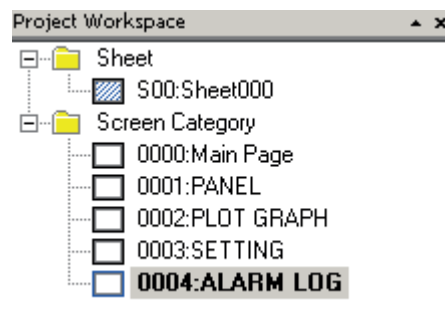 Project Workspace
Sheet
S00:Sheet000
Screen Category
0000:Main Page
0001:PANEL
0002:PLOT GRAPH
0003:SETTING
0004:ALARM LOG